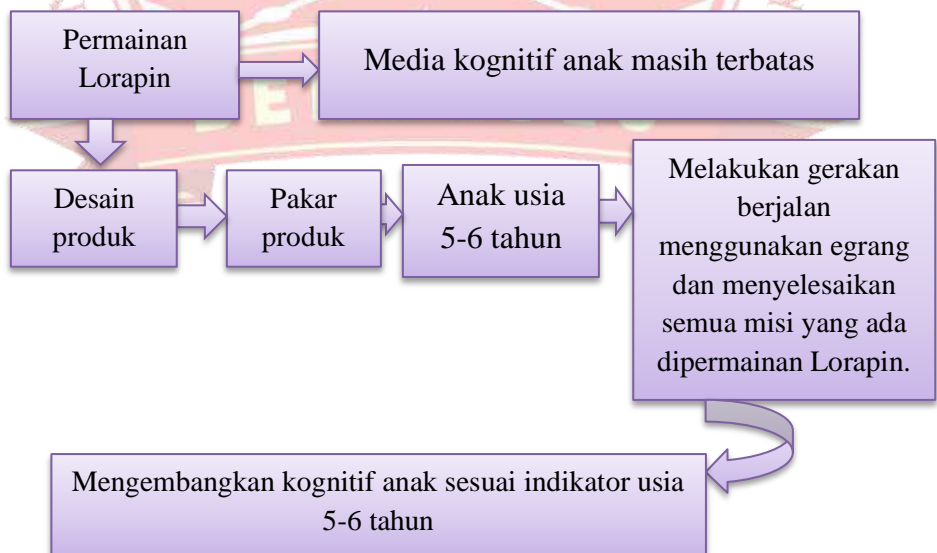 Permainan
Lorapin
Media kognitif anak masih terbatas
Desain
produk
Pakar
produk
Anak usia
5-6 tahun
Melakukan gerakan
berjalan
menggunakan egrang
dan menyelesaikan
semua misi yang ada
dipermainan Lorapin.
Mengembangkan kognitif anak sesuai indikator usia
5-6 tahun